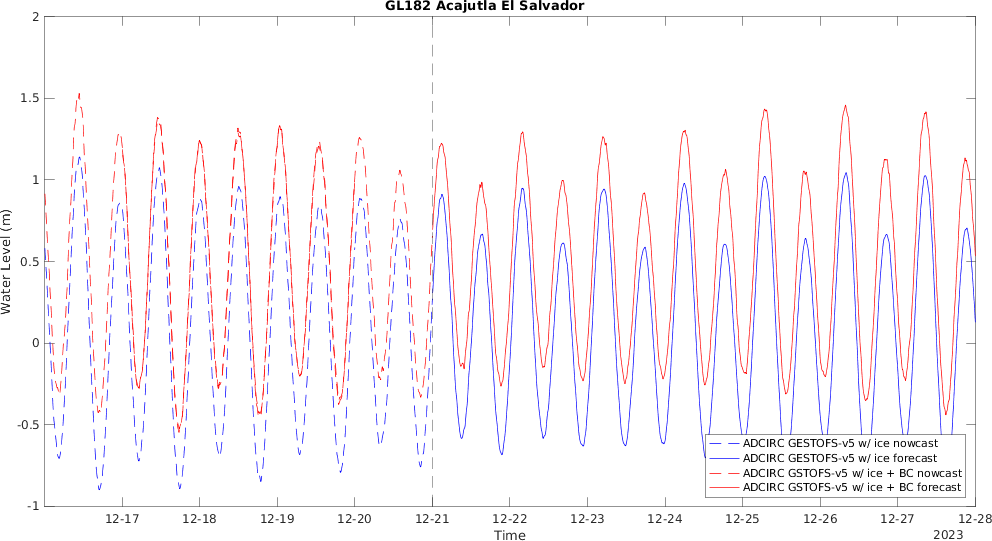 GL182 Acajutla El Salvador
2
1.5
1
0.5
0
-0.5
-1
Water Level (m)
12-17
12-18
12-19
12-20
12-21
12-22
12-23
12-24
12-25
12-26
12-27
12-28
Time
2023
ADCIRC GESTOFS-v5 w/ ice nowcast
ADCIRC GESTOFS-v5 w/ ice forecast
ADCIRC GSTOFS-v5 w/ ice + BC nowcast
ADCIRC GSTOFS-v5 w/ ice + BC forecast